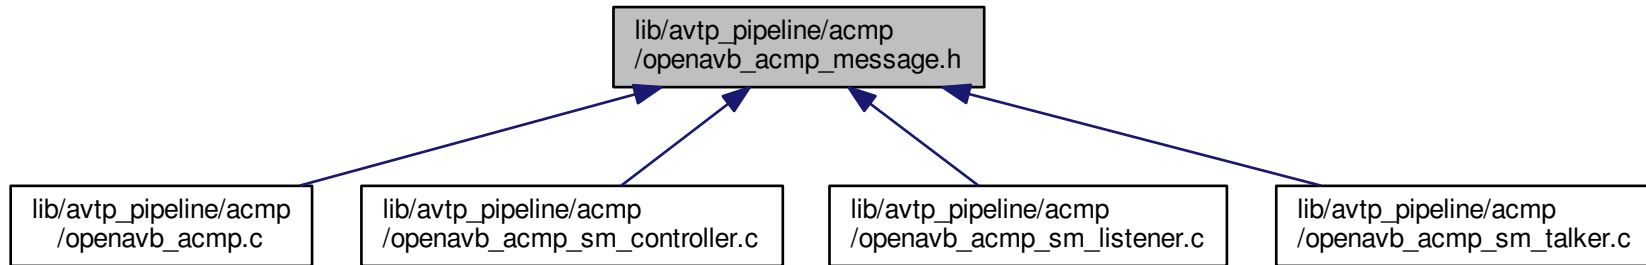 lib/avtp_pipeline/acmp
/openavb_acmp_message.h
lib/avtp_pipeline/acmp
/openavb_acmp.c
lib/avtp_pipeline/acmp
/openavb_acmp_sm_controller.c
lib/avtp_pipeline/acmp
/openavb_acmp_sm_listener.c
lib/avtp_pipeline/acmp
/openavb_acmp_sm_talker.c